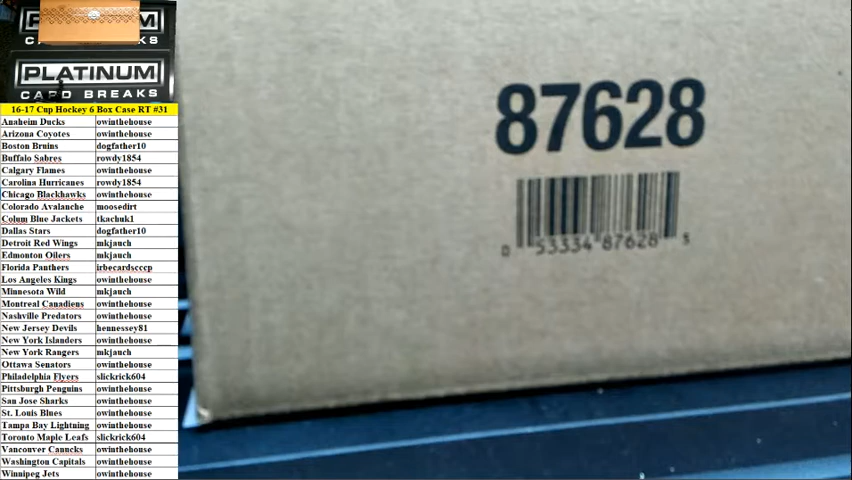 PLATINUM
CARD BREAKS
PLATINUM
CARD BREAKS
16-17 Cup Hockey 6 Box Case RT #31
Anaheim Ducks owinthehouse
Arizona Coyotes owinthehouse
Boston Bruins dogfather10
Buffalo Sabres rowdy1854
Calgary Flames owinthehouse
Carolina Hurricanes rowdy1854
Chicago Blackhawks owinthehouse
Colorado Avalanche moosedirt
Colum Blue Jackets tkachuk1
Dallas Stars dogfather10
Detroit Red Wings mkjauch
Edmonton Oilers mkjauch
Florida Panthers irbecardscccp
Los Angeles Kings owinthehouse
Minnesota Wild mkjauch
Montreal Canadiens owinthehouse
Nashville Predators owinthehouse
New Jersey Devils hennessey81
New York Islanders owinthehouse
New York Rangers mkjauch
Ottawa Senators owinthehouse
Philadelphia Flyers slickrick604
Pittsburgh Penguins owinthehouse
San Jose Sharks owinthehouse
St. Louis Blues owinthehouse
Tampa Bay Lightning owinthehouse
Toronto Maple Leafs slickrick604
Vancouver Canucks owinthehouse
Washington Capitals owinthehouse
Winnipeg Jets owinthehouse
87628
0 53334 87628 5